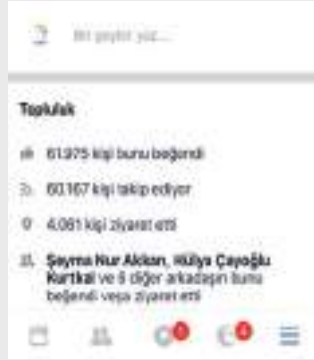 Bir şeyler yaz...
Topluluk
61.975 kişi bunu beğendi
60.167 kişi takip ediyor
4.061 kişi ziyaret etti
Şeyma Nur Akkan, Hülya Çayoğlu
Kurtkal ve 6 diğer arkadaşın bunu
beğendi veya ziyaret etti